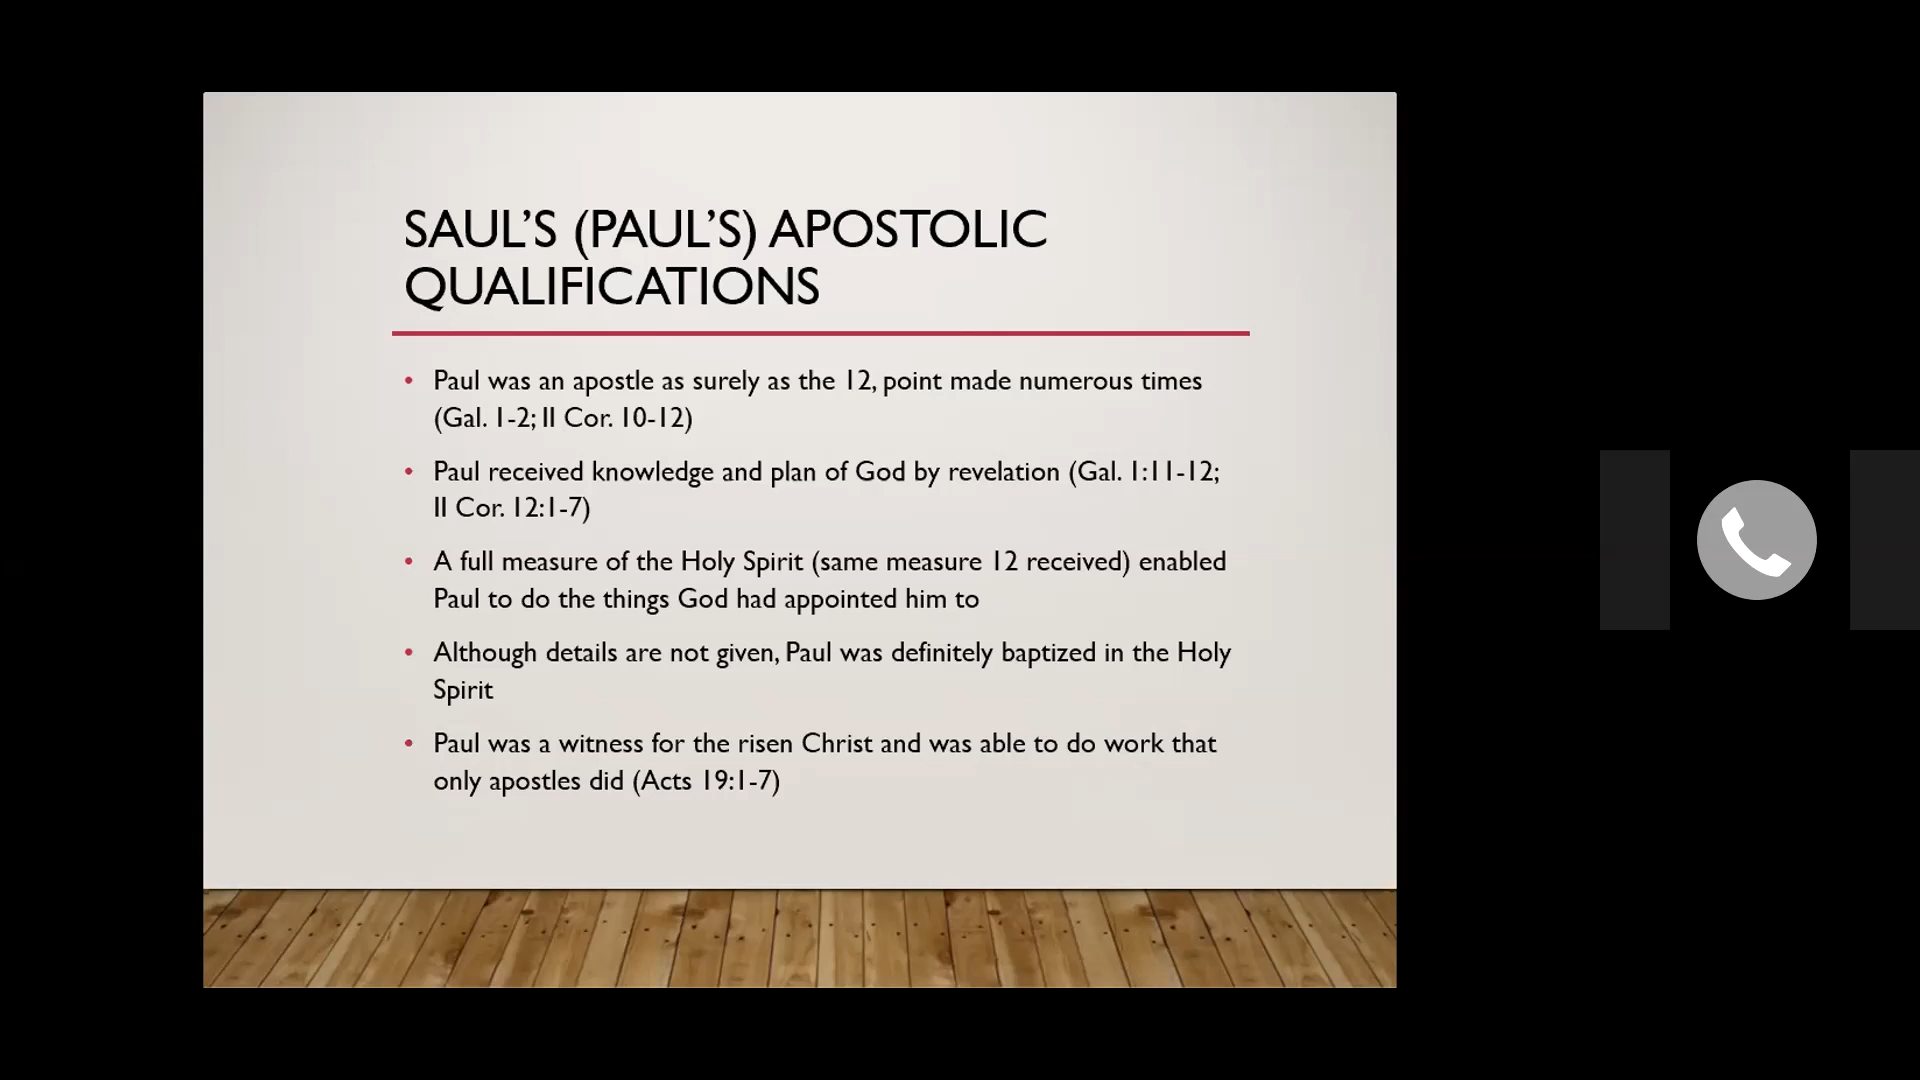 SAUL’S (PAUL’S) APOSTOLIC
QUALIFICATIONS
• Paul was an apostle as surely as the 12, point made numerous times
(Gal. 1-2; II Cor. 10-12)
• Paul received knowledge and plan of God by revelation (Gal. 1:11-12;
II Cor. 12:1-7)
• A full measure of the Holy Spirit (same measure 12 received) enabled
Paul to do the things God had appointed him to
• Although details are not given, Paul was definitely baptized in the Holy
Spirit
• Paul was a witness for the risen Christ and was able to do work that
only apostles did (Acts 19:1-7)